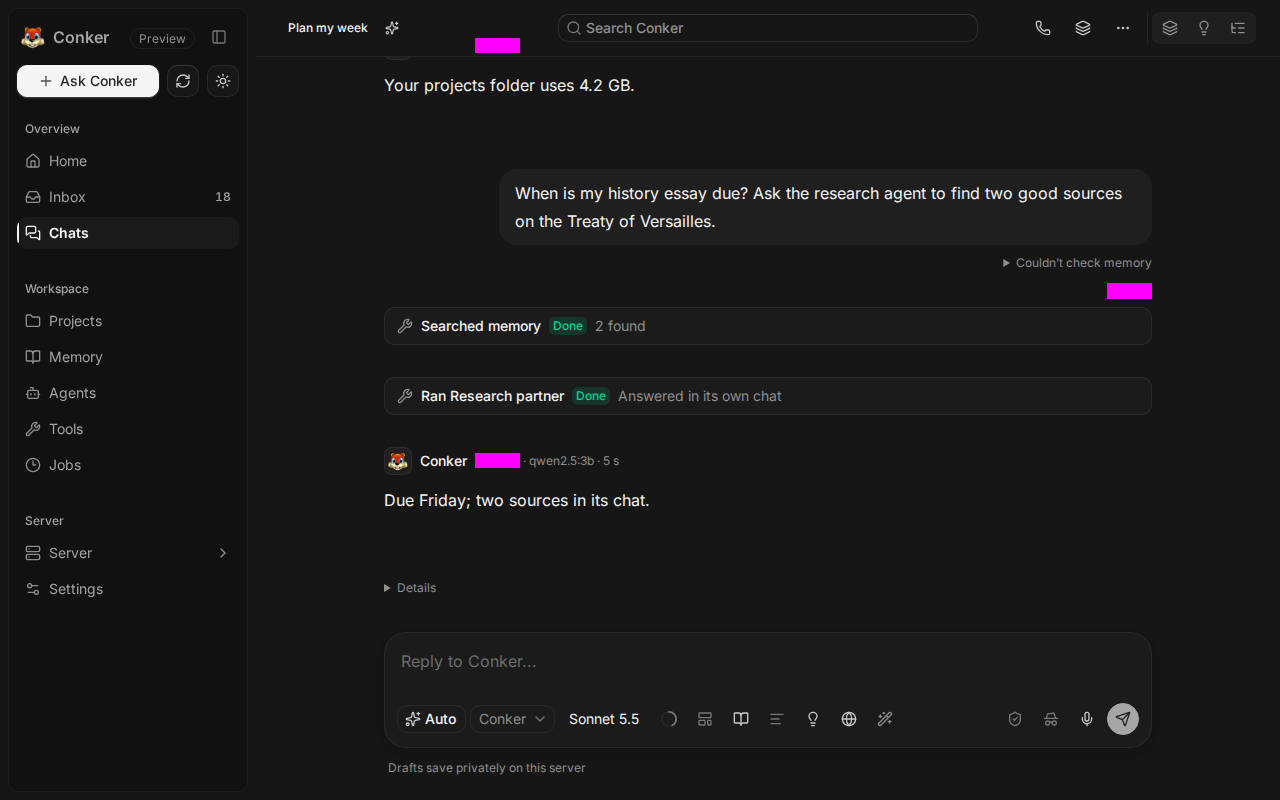 Conker
Preview
Ask Conker
Overview
Home
Inbox 18
Chats
Workspace
Projects
Memory
Agents
Tools
Jobs
Server
Server
Settings
Plan my week
Search Conker
Your projects folder uses 4.2 GB.
When is my history essay due? Ask the research agent to find two good sources
on the Treaty of Versailles.
Couldn't check memory
Searched memory Done 2 found
Ran Research partner Done Answered in its own chat
Conker · qwen2.5:3b · 5 s
Due Friday; two sources in its chat.
Details
Reply to Conker...
Auto Conker Sonnet 5.5
Drafts save privately on this server